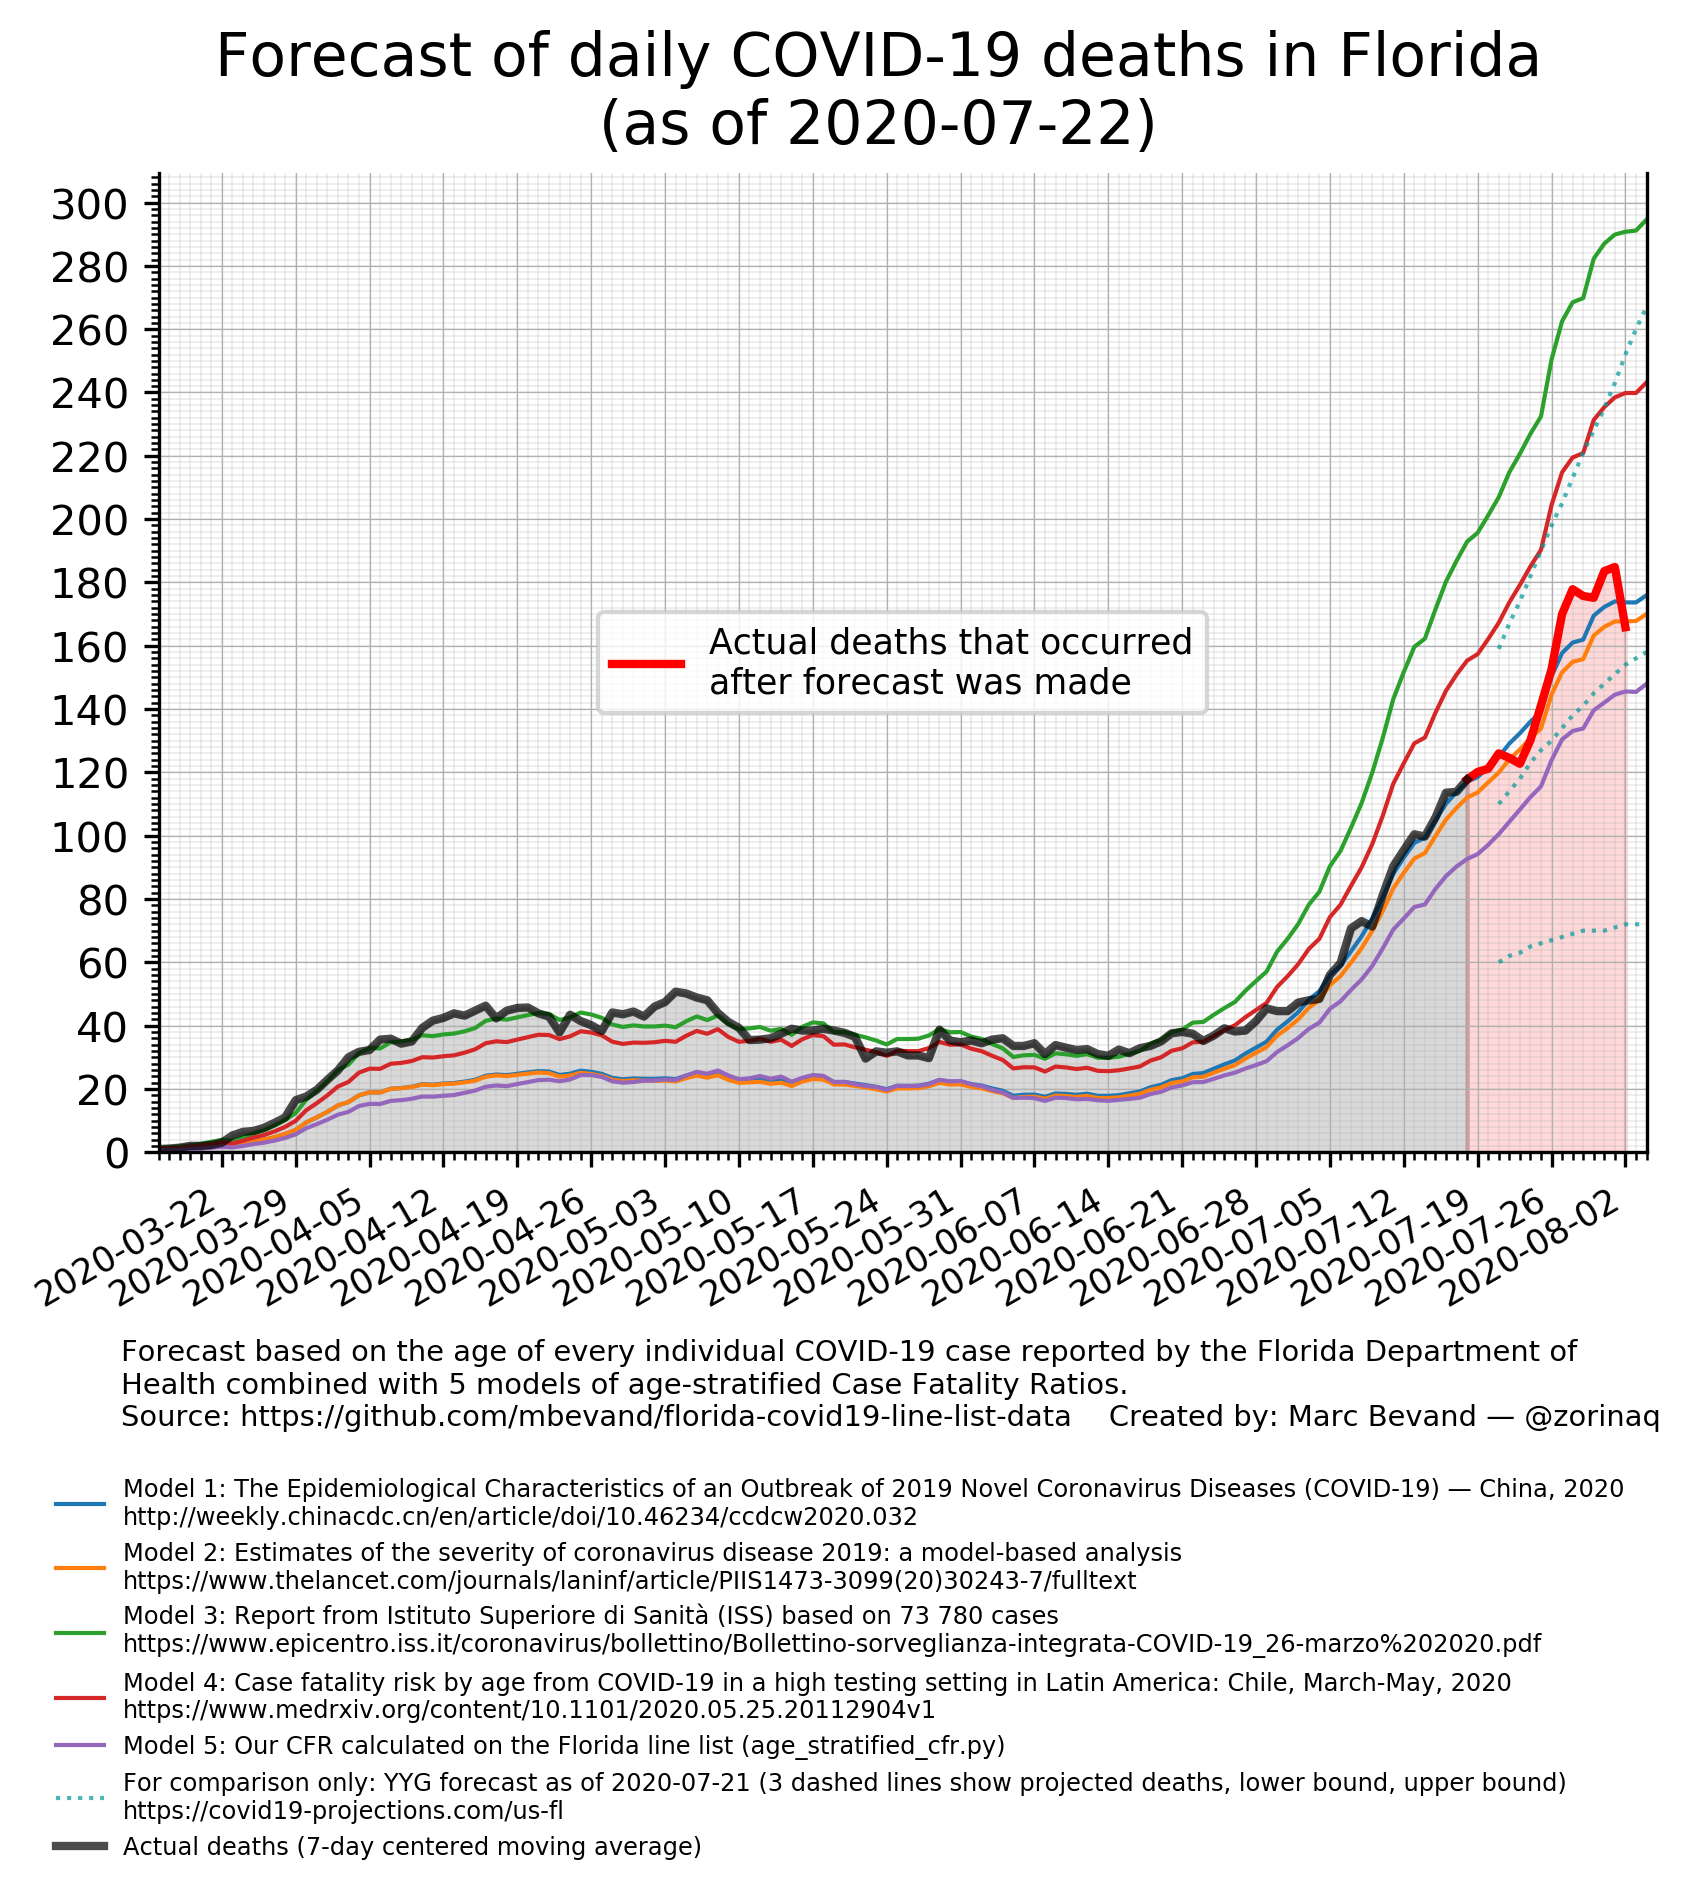 Forecast of daily COVID-19 deaths in Florida
(as of 2020-07-22)
300
280
260
240
220
200
180
160
140
120
100
80
60
40
20
0
Actual deaths that occurred
after forecast was made
2020-03-22
2020-03-29
2020-04-05
2020-04-12
2020-04-19
2020-04-26
2020-05-03
2020-05-10
2020-05-17
2020-05-24
2020-05-31
2020-06-07
2020-06-14
2020-06-21
2020-06-28
2020-07-05
2020-07-12
2020-07-19
2020-07-26
2020-08-02
Forecast based on the age of every individual COVID-19 case reported by the Florida Department of
Health combined with 5 models of age-stratified Case Fatality Ratios.
Source: https://github.com/mbevand/florida-covid19-line-list-data    Created by: Marc Bevand — @zorinaq
Model 1: The Epidemiological Characteristics of an Outbreak of 2019 Novel Coronavirus Diseases (COVID-19) — China, 2020
http://weekly.chinacdc.cn/en/article/doi/10.46234/ccdcw2020.032
Model 2: Estimates of the severity of coronavirus disease 2019: a model-based analysis
https://www.thelancet.com/journals/laninf/article/PIIS1473-3099(20)30243-7/fulltext
Model 3: Report from Istituto Superiore di Sanità (ISS) based on 73 780 cases
https://www.epicentro.iss.it/coronavirus/bollettino/Bollettino-sorveglianza-integrata-COVID-19_26-marzo%202020.pdf
Model 4: Case fatality risk by age from COVID-19 in a high testing setting in Latin America: Chile, March-May, 2020
https://www.medrxiv.org/content/10.1101/2020.05.25.20112904v1
Model 5: Our CFR calculated on the Florida line list (age_stratified_cfr.py)
For comparison only: YYG forecast as of 2020-07-21 (3 dashed lines show projected deaths, lower bound, upper bound)
https://covid19-projections.com/us-fl
Actual deaths (7-day centered moving average)